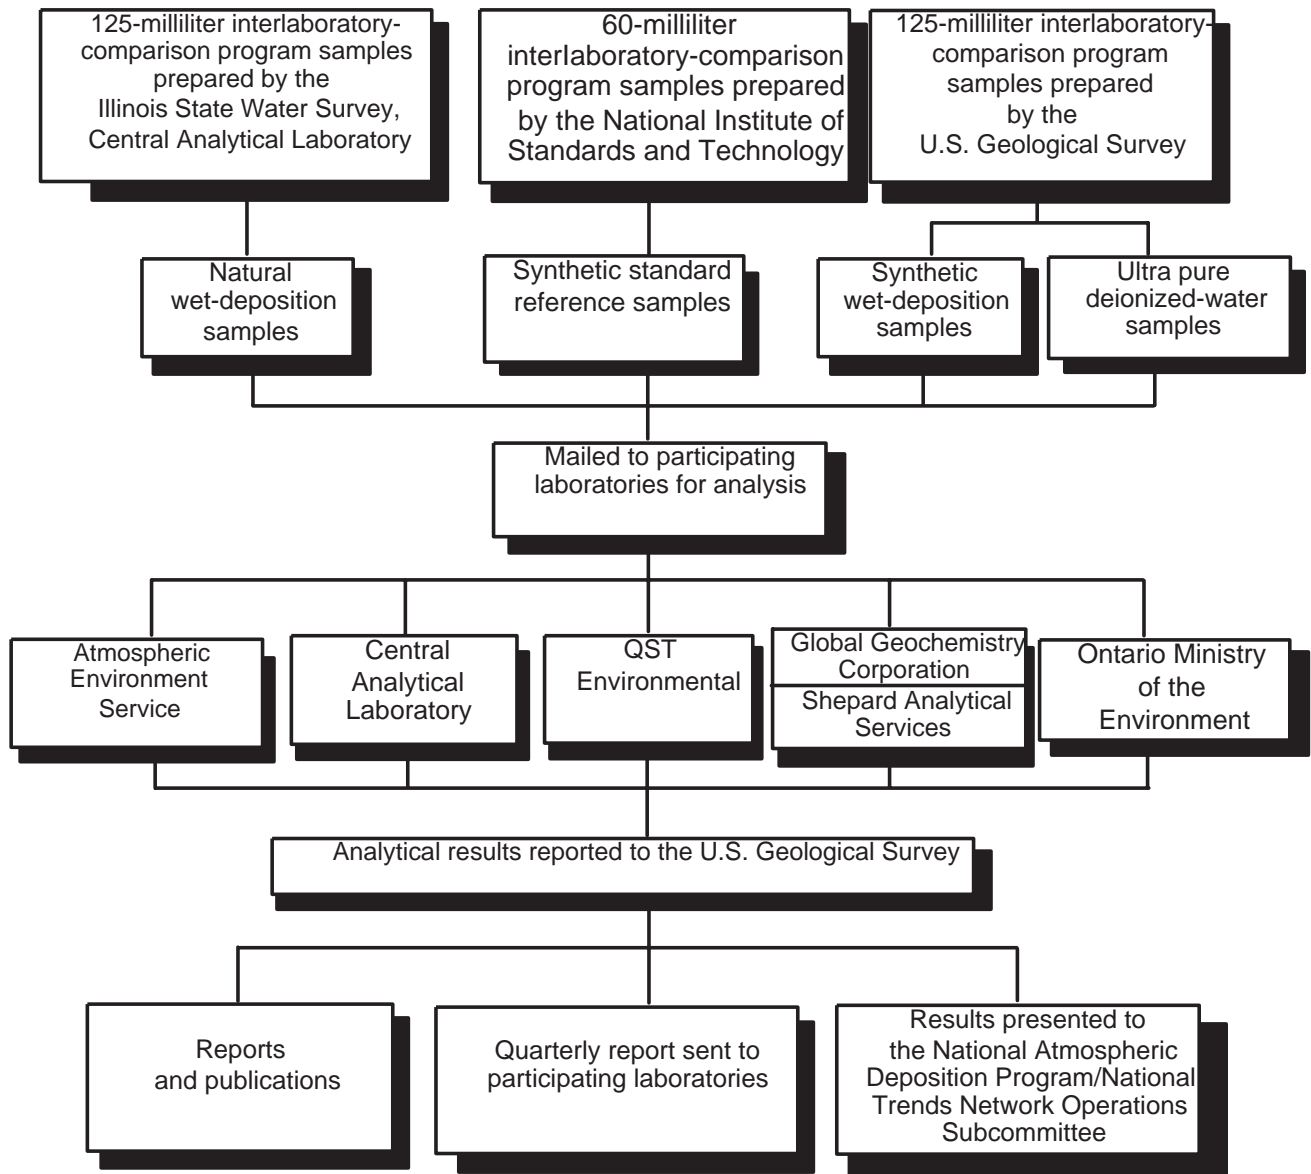 125-milliliter interlaboratory-
comparison program samples
prepared by the
Illinois State Water Survey,
Central Analytical Laboratory
60-milliliter
interlaboratory-comparison
program samples prepared
by the National Institute of
Standards and Technology
125-milliliter interlaboratory-
comparison program
samples prepared
by the
U.S. Geological Survey
Natural
wet-deposition
samples
Synthetic standard
reference samples
Synthetic
wet-deposition
samples
Ultra pure
deionized-water
samples
Mailed to participating
laboratories for analysis
Atmospheric
Environment
Service
Central
Analytical
Laboratory
QST
Environmental
Global Geochemistry
Corporation
Shepard Analytical
Services
Ontario Ministry
of the
Environment
Analytical results reported to the U.S. Geological Survey
Reports
and publications
Quarterly report sent to
participating laboratories
Results presented to
the National Atmospheric
Deposition Program/National
Trends Network Operations
Subcommittee